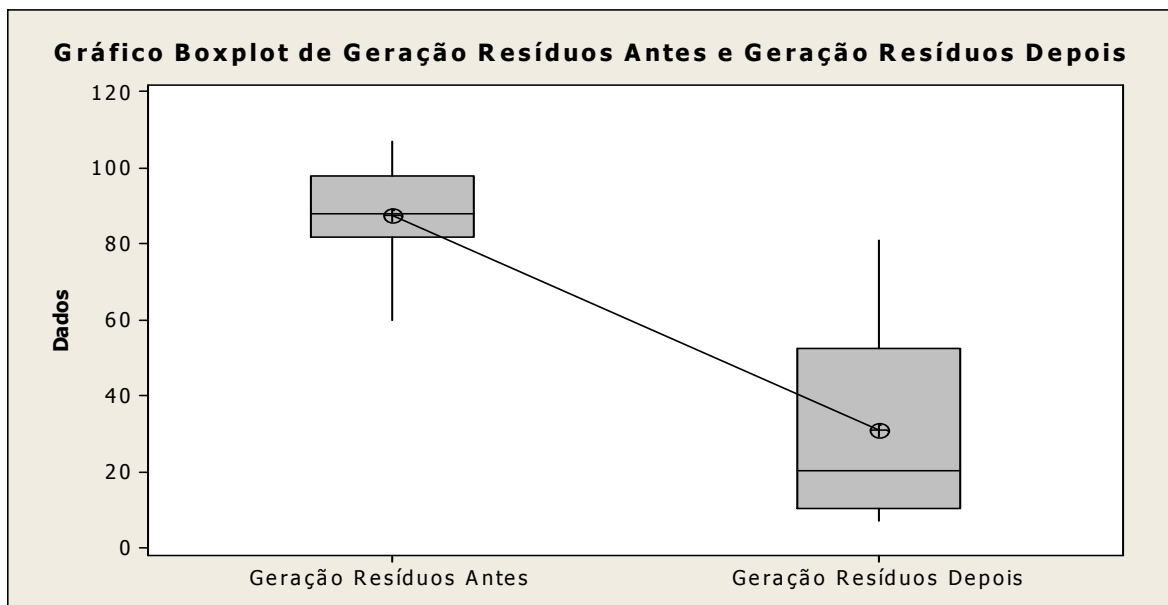 Gráfico Boxplot de Geração Resíduos Antes e Geração Resíduos Depois
120
100
80
60
40
20
0
Dados
Geração Resíduos Antes
Geração Resíduos Depois